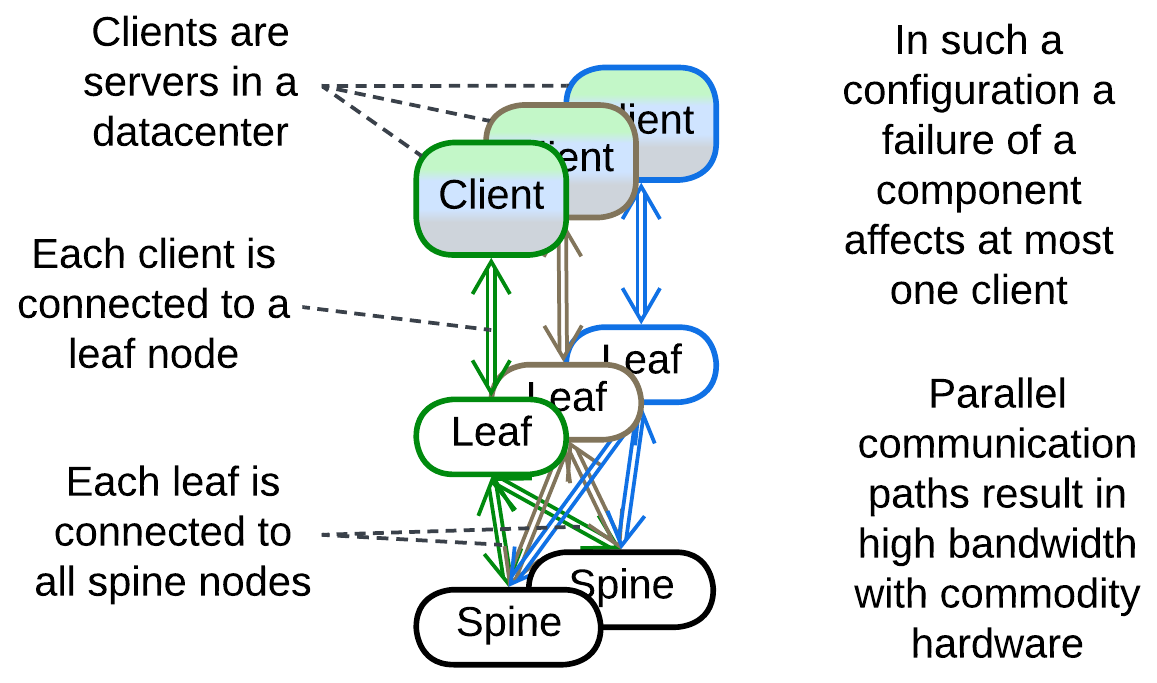 Clients are
servers in a
datacenter
Each client is
connected to a
leaf node
Each leaf is
connected to
all spine nodes
Client
Leaf
Leaf
Leaf
Spine
Spine
In such a
configuration a
failure of a
component
affects at most
one client
Parallel
communication
paths result in
high bandwidth
with commodity
hardware